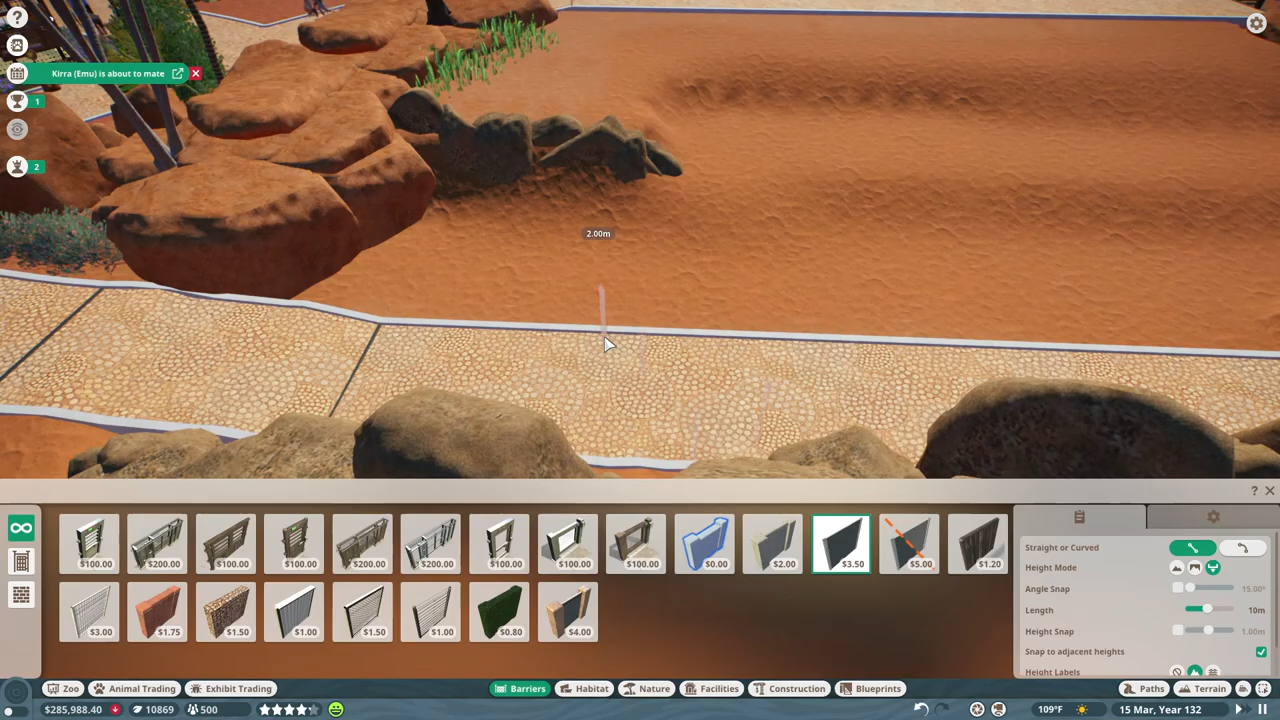 ?
Kirra (Emu) is about to mate
1
2
2.00m
?
$100.00 $200.00 $100.00 $100.00 $200.00 $200.00 $100.00 $100.00 $100.00 $0.00 $2.00 $3.50 $5.00 $1.20
$3.00 $1.75 $1.50 $1.00 $1.50 $1.00 $0.80 $4.00
Straight or Curved
Height Mode
Angle Snap 15.00°
Length 10m
Height Snap 1.00m
Snap to adjacent heights
Height Labels
Zoo Animal Trading Exhibit Trading Barriers Habitat Nature Facilities Construction Blueprints Paths Terrain
$285,988.40 10869 500 109°F 15 Mar, Year 132